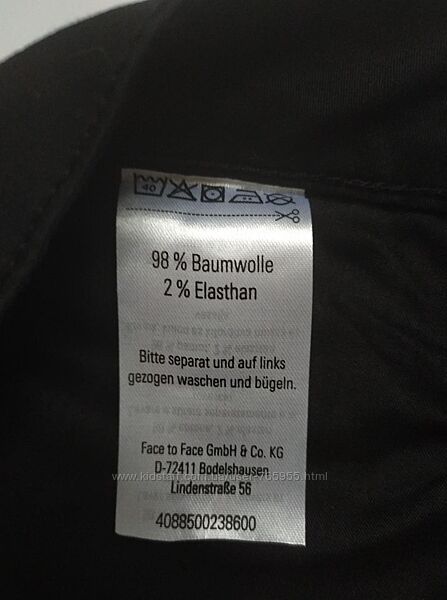 40
98 % Baumwolle
2 % Elasthan
Bitte separat und auf links
gezogen waschen und bügeln.
Face to Face GmbH & Co. KG
D-72411 Bodelshausen
Lindenstraße 56
4088500238600